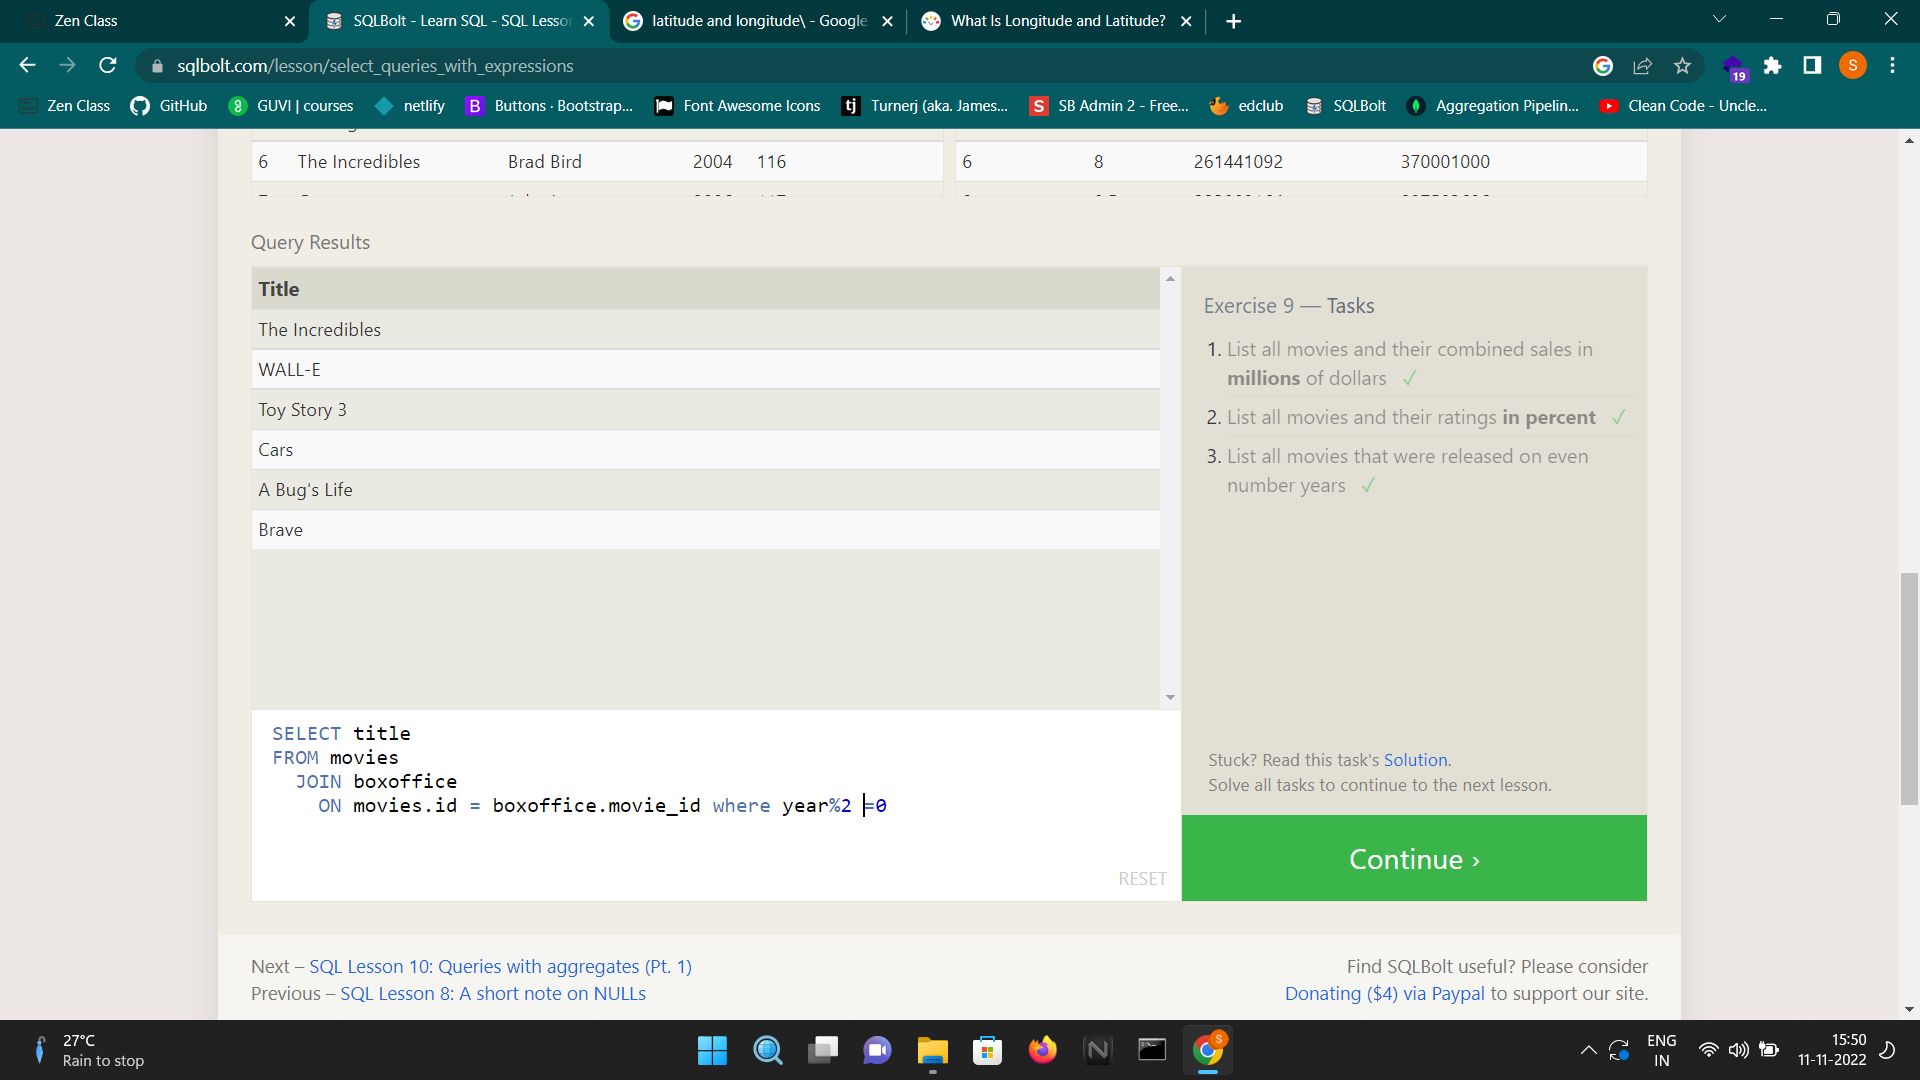 Zen Class
SQLBolt - Learn SQL - SQL Lesson
latitude and longitude\ - Google
What Is Longitude and Latitude?
sqlbolt.com/lesson/select_queries_with_expressions
19
S
Zen Class
GitHub
GUVI | courses
netlify
B Buttons · Bootstrap...
Font Awesome Icons
tj Turnerj (aka. James...
S SB Admin 2 - Free...
edclub
SQLBolt
Aggregation Pipelin...
Clean Code - Uncle...
6 The Incredibles Brad Bird 2004 116
6 8 261441092 370001000
Query Results
Title
The Incredibles
WALL-E
Toy Story 3
Cars
A Bug's Life
Brave
SELECT title
FROM movies
JOIN boxoffice
ON movies.id = boxoffice.movie_id where year%2 =0
RESET
Exercise 9 — Tasks
1. List all movies and their combined sales in
millions of dollars ✓
2. List all movies and their ratings in percent ✓
3. List all movies that were released on even
number years ✓
Stuck? Read this task's Solution.
Solve all tasks to continue to the next lesson.
Continue ›
Next – SQL Lesson 10: Queries with aggregates (Pt. 1)
Previous – SQL Lesson 8: A short note on NULLs
Find SQLBolt useful? Please consider
Donating ($4) via Paypal to support our site.
27°C
Rain to stop
ENG
IN
15:50
11-11-2022